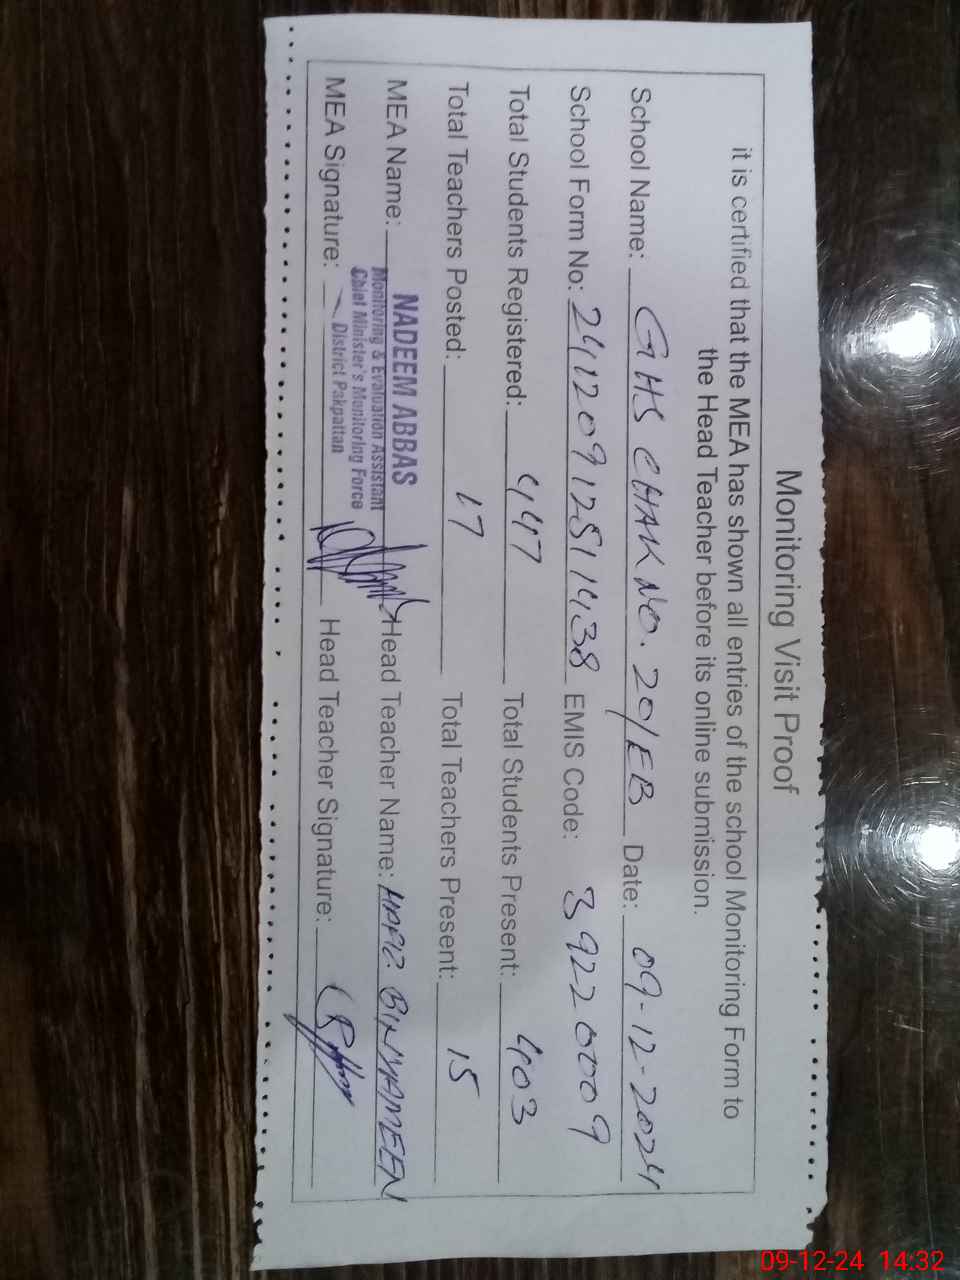 Monitoring Visit Proof
it is certified that the MEA has shown all entries of the school Monitoring Form to
the Head Teacher before its online submission.
School Name: GHS CHAK NO. 20/EB Date: 09-12-2024
School Form No: 24120912811438 EMIS Code: 39220009
Total Students Registered: 447 Total Students Present: 403
Total Teachers Posted: 17 Total Teachers Present: 15
MEA Name: NADEEM ABBAS Head Teacher Name: HAFIZ BINYAMEEN
Monitoring & Evaluation Assistant
Chief Minister's Monitoring Force
District Pakpattan
MEA Signature: Head Teacher Signature:
09-12-24 14:32